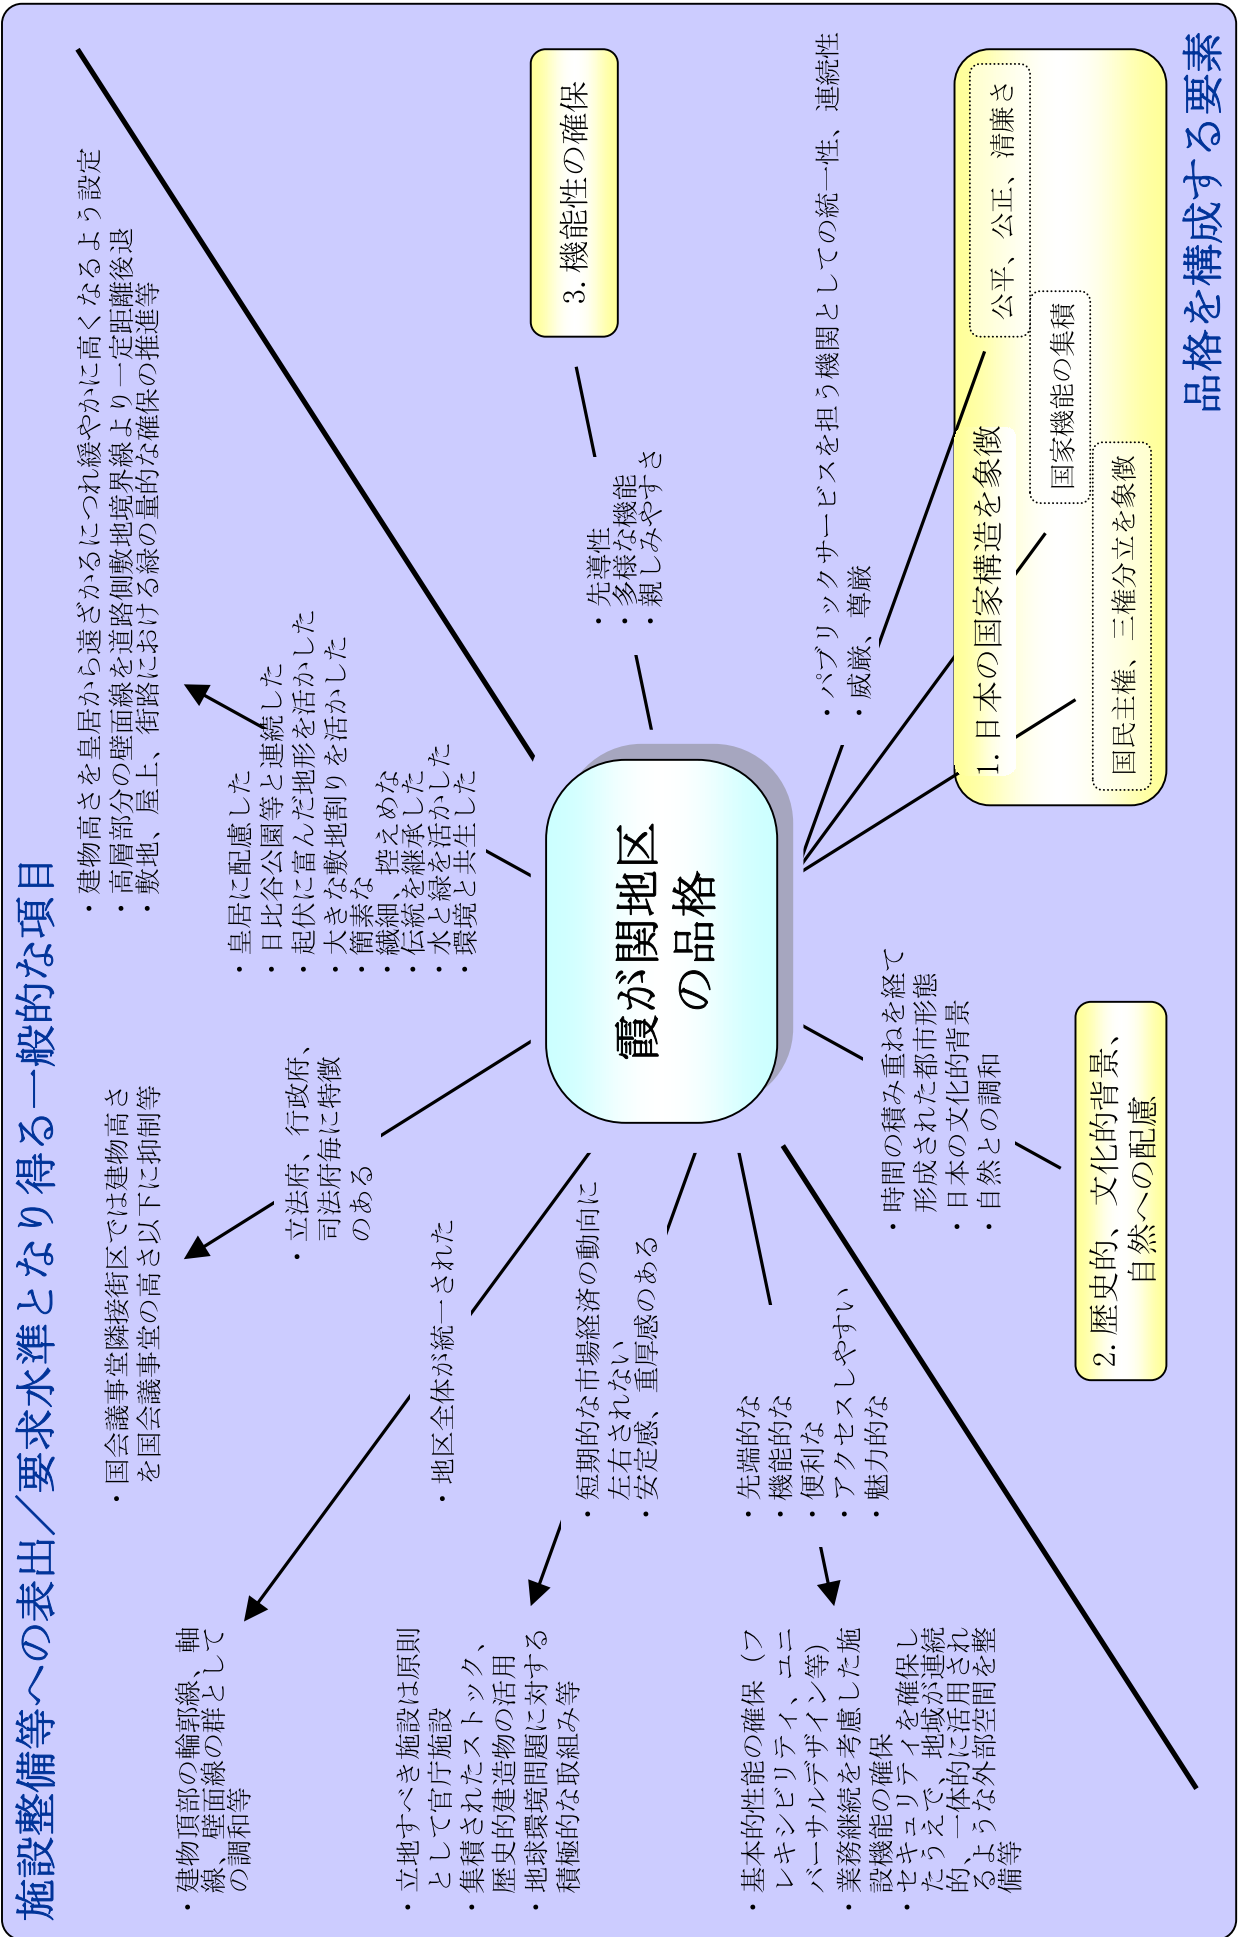 施設整備等への表出／要求水準となり得る一般的な項目
・建物頂部の輪郭線、軸
線、壁面線の群として
の調和等
・国会議事堂隣接街区では建物高さ
を国会議事堂の高さ以下に抑制等
・建物高さを皇居から遠ざかるにつれ緩やかに高くなるよう設定
・高層部分の壁面線を道路側敷地境界線より一定距離後退
・敷地、屋上、街路における緑の量的な確保の推進等
・立法府、行政府、
司法府毎に特徴
のある
・皇居に配慮した
・日比谷公園等と連続した
・起伏に富んだ地形を活かした
・大きな敷地割りを活かした
・簡素な
・繊細、控えめな
・伝統を継承した
・水と緑を活かした
・環境と共生した
・地区全体が統一された
・立地すべき施設は原則
として官庁施設
・集積されたストック、
歴史的建造物の活用
・地球環境問題に対する
積極的な取組み等
・短期的な市場経済の動向に
左右されない
・安定感、重厚感のある
霞が関地区
の品格
・先導性
・多様な機能
・親しみやすさ
3. 機能性の確保
・基本的性能の確保（フ
レキシビリティ、ユニ
バーサルデザイン等）
・業務継続を考慮した施
設機能の確保
・セキュリティを確保し
たうえで、地域が連続
的、一体的に活用され
るような外部空間を整
備等
・先端的な
・機能的な
・便利な
・アクセスしやすい
・魅力的な
・時間の積み重ねを経て
形成された都市形態
・日本の文化的背景
・自然との調和
2. 歴史的、文化的背景、
自然への配慮
・パブリックサービスを担う機関としての統一性、連続性
・威厳、尊厳
1. 日本の国家構造を象徴
公平、公正、清廉さ
国家機能の集積
国民主権、三権分立を象徴
品格を構成する要素